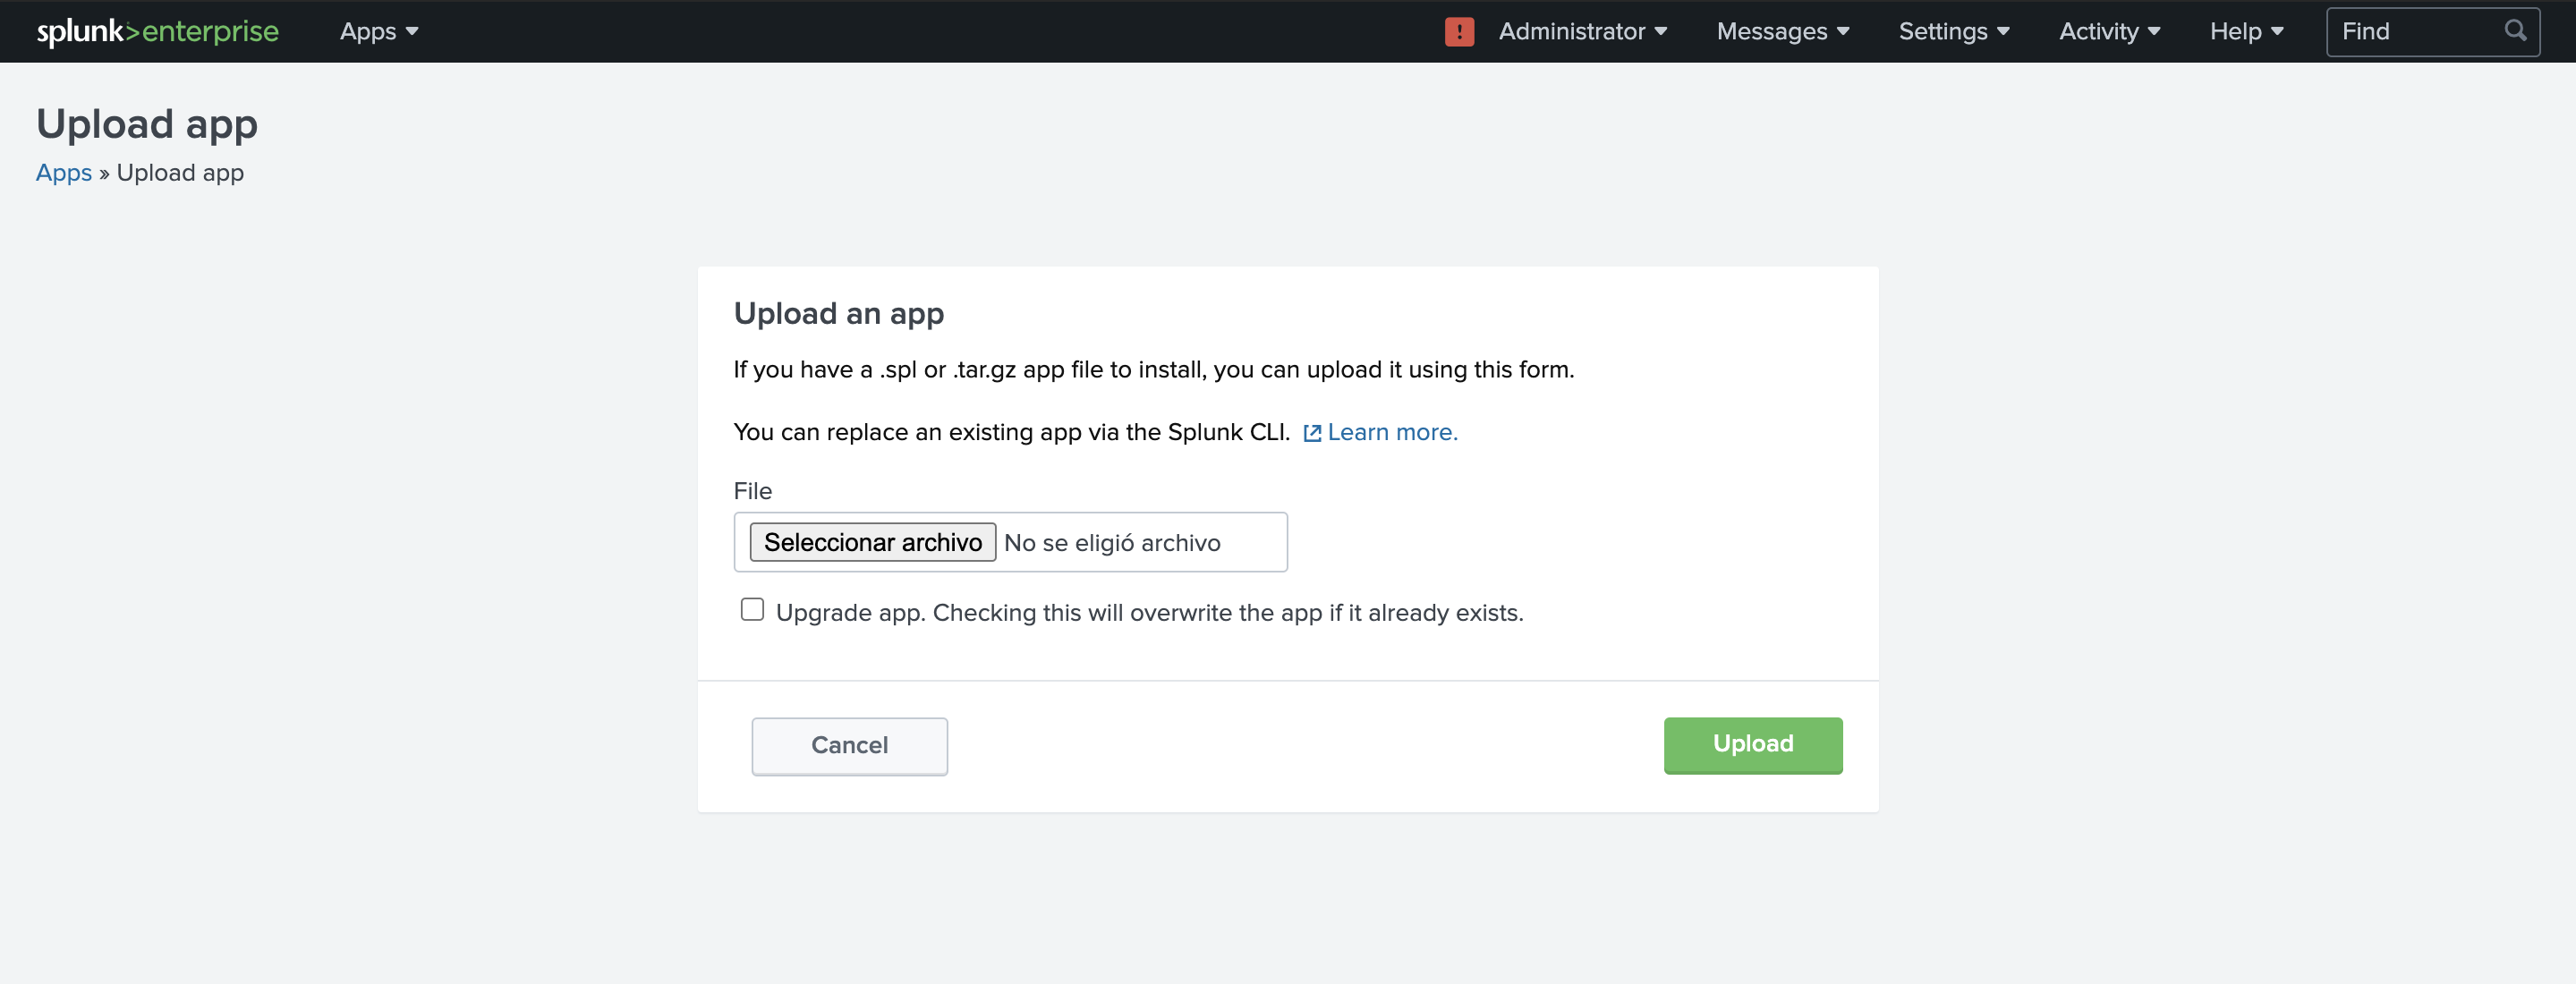 splunk>enterprise Apps ! Administrator Messages Settings Activity Help Find
Upload app
Apps » Upload app
Upload an app
If you have a .spl or .tar.gz app file to install, you can upload it using this form.
You can replace an existing app via the Splunk CLI. Learn more.
File
Seleccionar archivo No se eligió archivo
Upgrade app. Checking this will overwrite the app if it already exists.
Cancel Upload